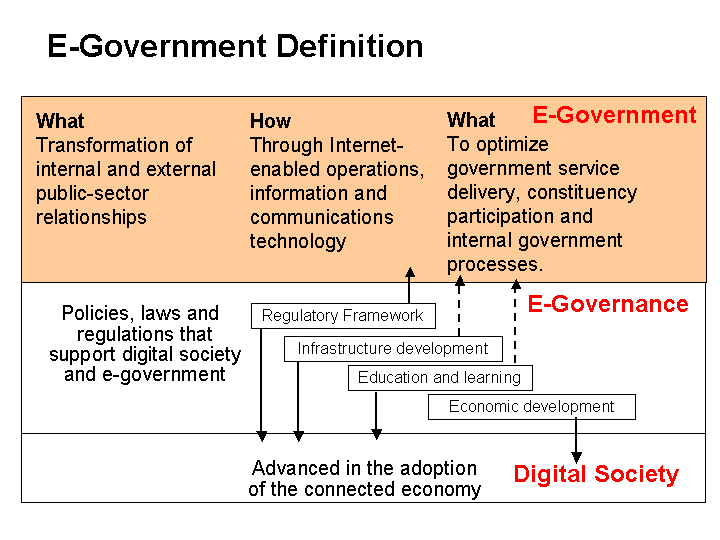 E-Government Definition
What
Transformation of
internal and external
public-sector
relationships
How
Through Internet-
enabled operations,
information and
communications
technology
What
To optimize
government service
delivery, constituency
participation and
internal government
processes.
E-Government
Policies, laws and
regulations that
support digital society
and e-government
Regulatory Framework
Infrastructure development
Education and learning
Economic development
E-Governance
Advanced in the adoption
of the connected economy
Digital Society